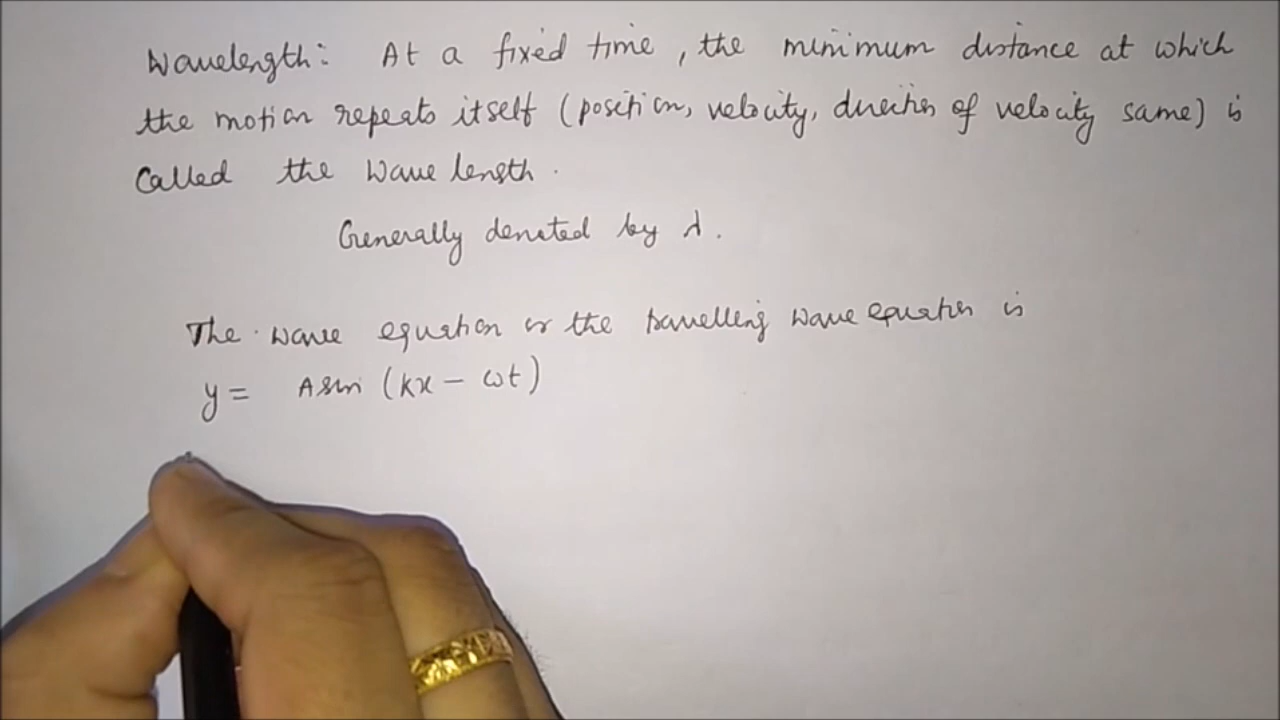 Wavelength: At a fixed time, the minimum distance at which
the motion repeats itself (position, velocity, direction of velocity same) is
called the wave length.
Generally denoted by λ.
The wave equation or the travelling wave equation is
y = A sin (kx - ωt)